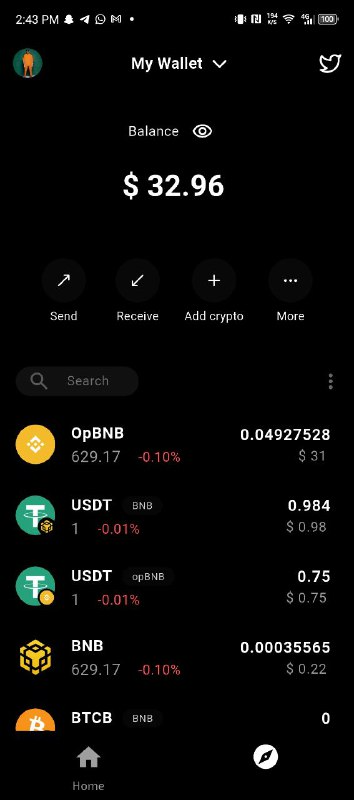 2:43 PM
194 K/S 4G 100
My Wallet
Balance
$ 32.96
Send Receive Add crypto More
Search
OpBNB 0.04927528
629.17 -0.10% $ 31
USDT BNB 0.984
1 -0.01% $ 0.98
USDT opBNB 0.75
1 -0.01% $ 0.75
BNB 0.00035565
629.17 -0.10% $ 0.22
BTCB BNB 0
Home